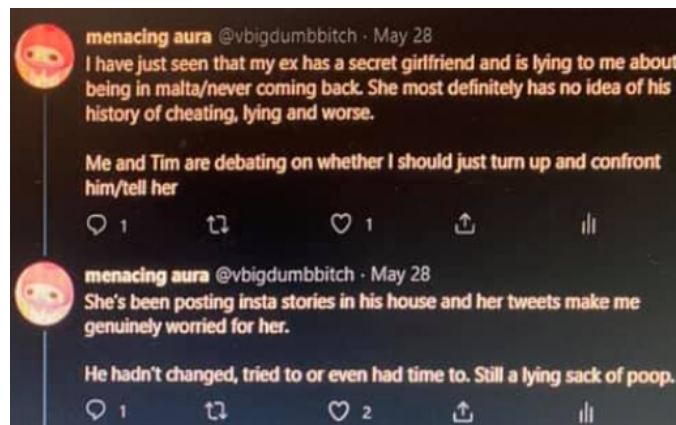 menacing aura @vbigdumbbitch · May 28
I have just seen that my ex has a secret girlfriend and is lying to me about
being in malta/never coming back. She most definitely has no idea of his
history of cheating, lying and worse.
Me and Tim are debating on whether I should just turn up and confront
him/tell her
1 1
menacing aura @vbigdumbbitch · May 28
She's been posting insta stories in his house and her tweets make me
genuinely worried for her.
He hadn't changed, tried to or even had time to. Still a lying sack of poop.
1 2